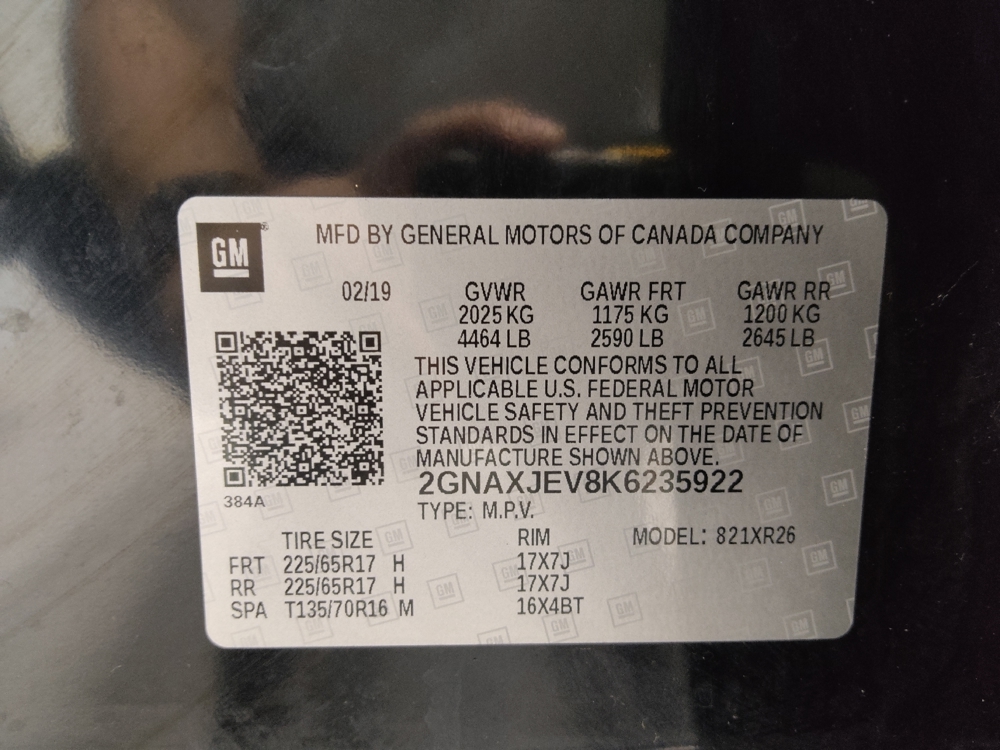 GM
MFD BY GENERAL MOTORS OF CANADA COMPANY
02/19 GVWR GAWR FRT GAWR RR
2025 KG 1175 KG 1200 KG
4464 LB 2590 LB 2645 LB
THIS VEHICLE CONFORMS TO ALL
APPLICABLE U.S. FEDERAL MOTOR
VEHICLE SAFETY AND THEFT PREVENTION
STANDARDS IN EFFECT ON THE DATE OF
MANUFACTURE SHOWN ABOVE.
2GNAXJEV8K6235922
384A
TYPE: M.P.V.
TIRE SIZE RIM MODEL: 821XR26
FRT 225/65R17 H 17X7J
RR 225/65R17 H 17X7J
SPA T135/70R16 M 16X4BT